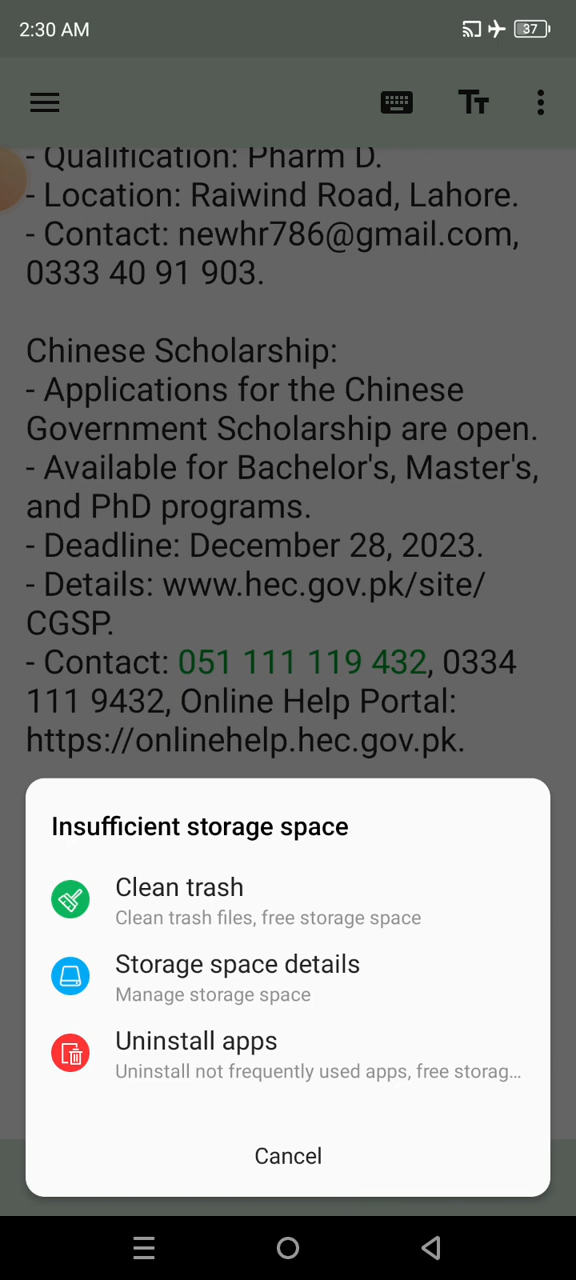 2:30 AM
37
- Qualification: Pharm D.
- Location: Raiwind Road, Lahore.
- Contact: newhr786@gmail.com,
0333 40 91 903.
Chinese Scholarship:
- Applications for the Chinese
Government Scholarship are open.
- Available for Bachelor's, Master's,
and PhD programs.
- Deadline: December 28, 2023.
- Details: www.hec.gov.pk/site/
CGSP.
- Contact: 051 111 119 432, 0334
111 9432, Online Help Portal:
https://onlinehelp.hec.gov.pk.
Insufficient storage space
Clean trash
Clean trash files, free storage space
Storage space details
Manage storage space
Uninstall apps
Uninstall not frequently used apps, free storag...
Cancel